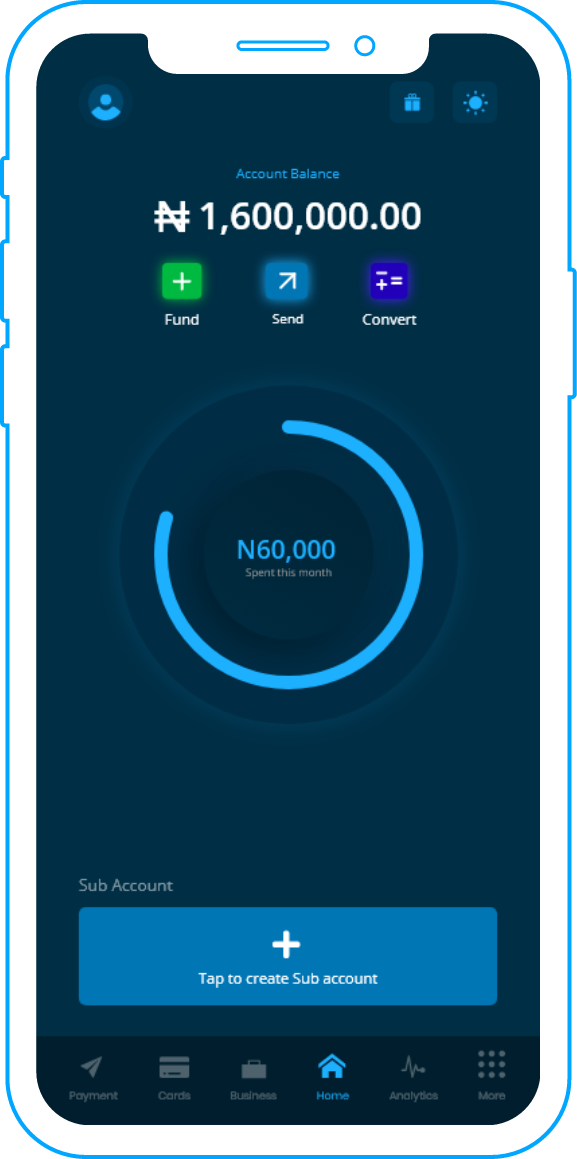 Account Balance
₦ 1,600,000.00
Fund
Send
Convert
N60,000
Spent this month
Sub Account
Tap to create Sub account
Payment
Cards
Business
Home
Analytics
More